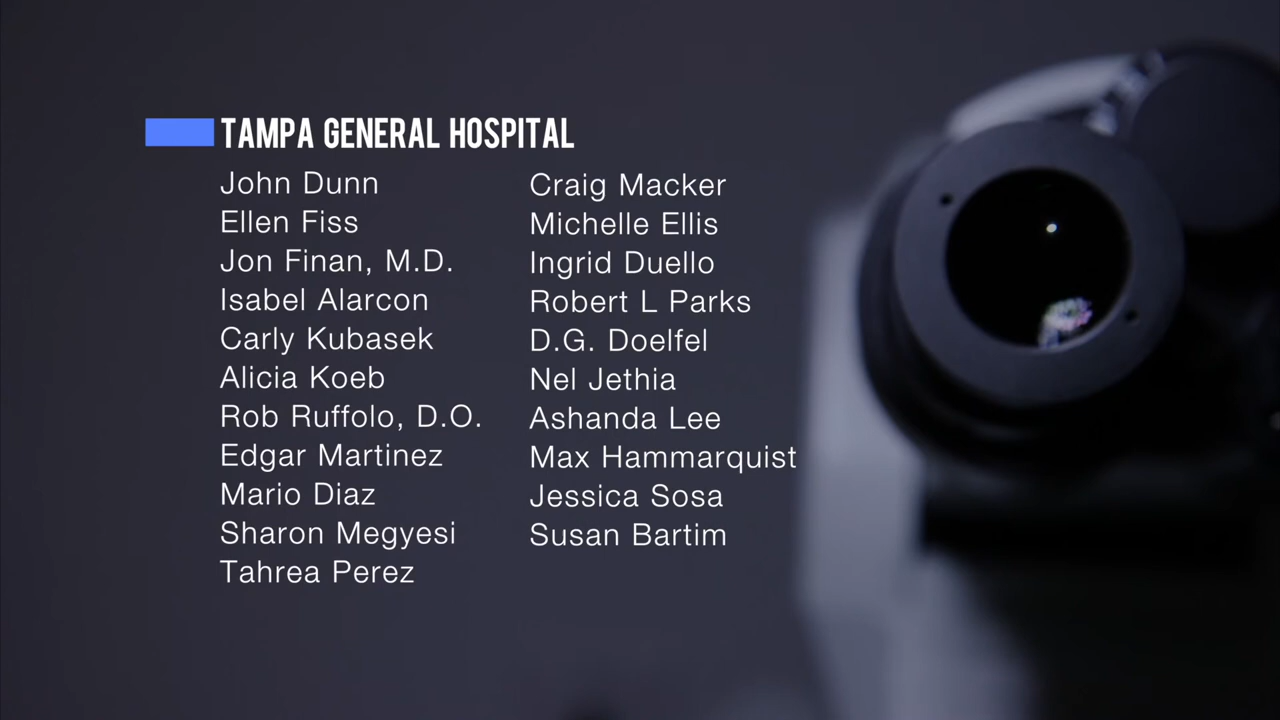 TAMPA GENERAL HOSPITAL
John Dunn
Ellen Fiss
Jon Finan, M.D.
Isabel Alarcon
Carly Kubasek
Alicia Koeb
Rob Ruffolo, D.O.
Edgar Martinez
Mario Diaz
Sharon Megyesi
Tahrea Perez
Craig Macker
Michelle Ellis
Ingrid Duello
Robert L Parks
D.G. Doelfel
Nel Jethia
Ashanda Lee
Max Hammarquist
Jessica Sosa
Susan Bartim